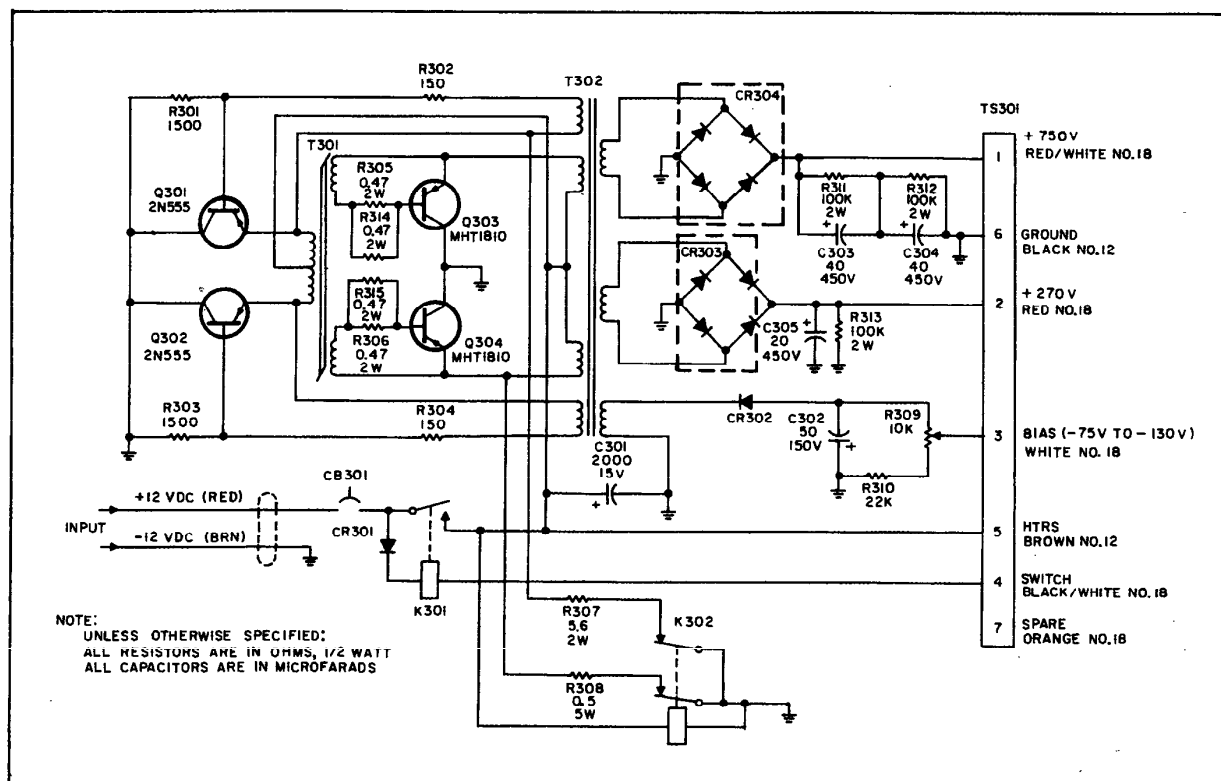 R302
150
T302
R301
1500
T301
CR304
TS301
+ 750V
1
RED/WHITE NO.18
R305
0.47
2W
R314
0.47
2W
Q301
2N555
Q303
MHT1810
R311
100K
2W
R312
100K
2W
C303
40
450V
C304
40
450V
6
GROUND
BLACK NO.12
CR303
R315
0.47
2W
R306
0.47
2W
Q302
2N555
Q304
MHT1810
C305
20
450V
R313
100K
2W
+ 270V
2
RED NO.18
R303
1500
R304
150
CR302
C302
50
150V
R309
10K
R310
22K
3
BIAS (-75V TO -130V)
WHITE NO. 18
C301
2000
15V
+12 VDC (RED)
CB301
INPUT
-12 VDC (BRN)
CR301
K301
5
HTRS
BROWN NO.12
4
SWITCH
BLACK/WHITE NO.18
7
SPARE
ORANGE NO.18
R307
5.6
2W
K302
R308
0.5
5W
NOTE:
UNLESS OTHERWISE SPECIFIED:
ALL RESISTORS ARE IN OHMS, 1/2 WATT
ALL CAPACITORS ARE IN MICROFARADS